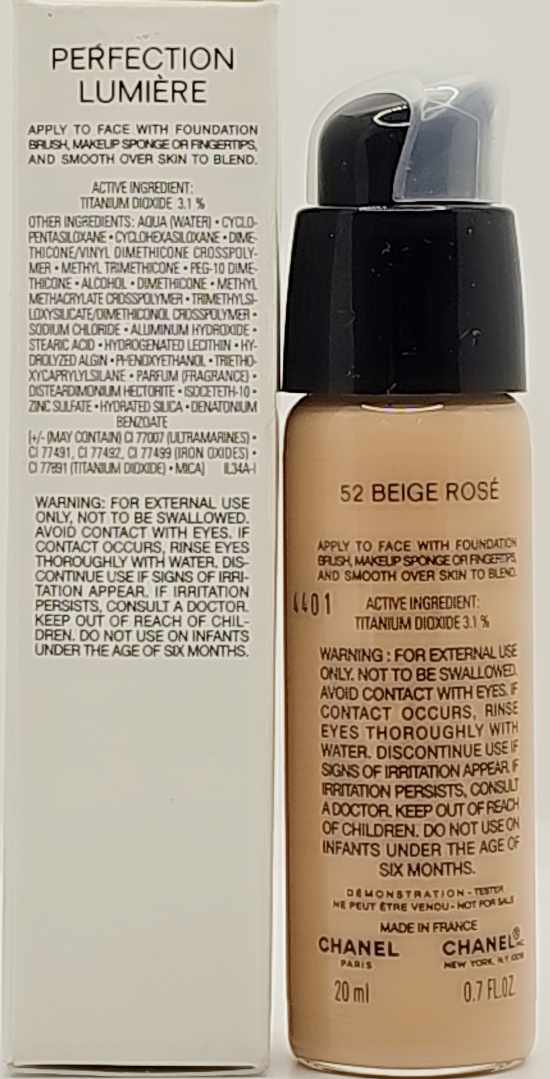 PERFECTION
LUMIÈRE
APPLY TO FACE WITH FOUNDATION
BRUSH, MAKEUP SPONGE OR FINGERTIPS,
AND SMOOTH OVER SKIN TO BLEND.
ACTIVE INGREDIENT:
TITANIUM DIOXIDE 3.1 %
OTHER INGREDIENTS: AQUA (WATER) • CYCLO-
PENTASILOXANE • CYCLOHEXASILOXANE • DIME-
THICONE/VINYL DIMETHICONE CROSSPOLY-
MER • METHYL TRIMETHICONE • PEG-10 DIME-
THICONE • ALCOHOL • DIMETHICONE • METHYL
METHACRYLATE CROSSPOLYMER • TRIMETHYLSI-
LOXYSILICATE/DIMETHICONOL CROSSPOLYMER •
SODIUM CHLORIDE • ALUMINUM HYDROXIDE •
STEARIC ACID • HYDROGENATED LECITHIN • HY-
DROLYZED ALGIN • PHENOXYETHANOL • TRIETHO-
XYCAPRYLYLSILANE • PARFUM (FRAGRANCE) •
DISTEARDIMONIUM HECTORITE • ISOCETETH-10 •
ZINC SULFATE • HYDRATED SILICA • DENATONIUM
BENZOATE
[+/- (MAY CONTAIN) CI 77007 (ULTRAMARINES) •
CI 77491, CI 77492, CI 77499 (IRON OXIDES) •
CI 77891 (TITANIUM DIOXIDE) • MICA] IL34A-I
WARNING: FOR EXTERNAL USE
ONLY, NOT TO BE SWALLOWED.
AVOID CONTACT WITH EYES. IF
CONTACT OCCURS, RINSE EYES
THOROUGHLY WITH WATER. DIS-
CONTINUE USE IF SIGNS OF IRRI-
TATION APPEAR. IF IRRITATION
PERSISTS, CONSULT A DOCTOR.
KEEP OUT OF REACH OF CHIL-
DREN. DO NOT USE ON INFANTS
UNDER THE AGE OF SIX MONTHS.
52 BEIGE ROSÉ
APPLY TO FACE WITH FOUNDATION
BRUSH, MAKEUP SPONGE OR FINGERTIPS,
AND SMOOTH OVER SKIN TO BLEND.
4401
ACTIVE INGREDIENT:
TITANIUM DIOXIDE 3.1 %
WARNING : FOR EXTERNAL USE
ONLY. NOT TO BE SWALLOWED.
AVOID CONTACT WITH EYES. IF
CONTACT OCCURS, RINSE
EYES THOROUGHLY WITH
WATER. DISCONTINUE USE IF
SIGNS OF IRRITATION APPEAR. IF
IRRITATION PERSISTS, CONSULT
A DOCTOR. KEEP OUT OF REACH
OF CHILDREN. DO NOT USE ON
INFANTS UNDER THE AGE OF
SIX MONTHS.
DÉMONSTRATION - TESTER
NE PEUT ÊTRE VENDU - NOT FOR SALE
MADE IN FRANCE
CHANEL CHANEL® INC.
PARIS NEW YORK, N.Y.
20 ml 0.7 FL.OZ.